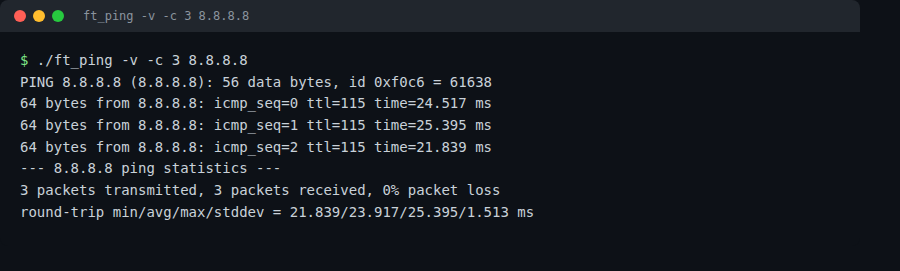 ft_ping -v -c 3 8.8.8.8
$ ./ft_ping -v -c 3 8.8.8.8
PING 8.8.8.8 (8.8.8.8): 56 data bytes, id 0xf0c6 = 61638
64 bytes from 8.8.8.8: icmp_seq=0 ttl=115 time=24.517 ms
64 bytes from 8.8.8.8: icmp_seq=1 ttl=115 time=25.395 ms
64 bytes from 8.8.8.8: icmp_seq=2 ttl=115 time=21.839 ms
--- 8.8.8.8 ping statistics ---
3 packets transmitted, 3 packets received, 0% packet loss
round-trip min/avg/max/stddev = 21.839/23.917/25.395/1.513 ms